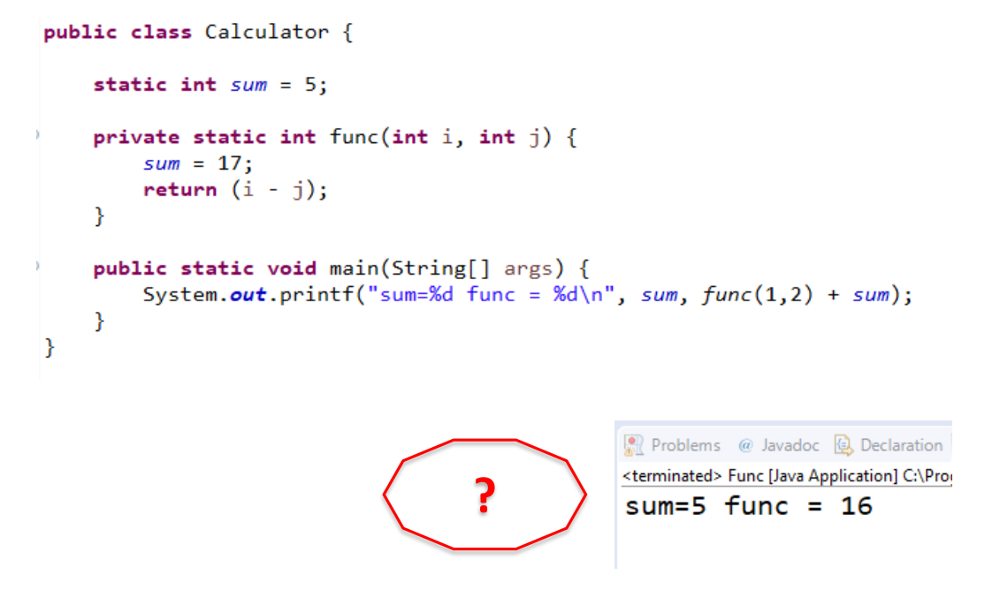 public class Calculator {
static int sum = 5;
private static int func(int i, int j) {
sum = 17;
return (i - j);
}
public static void main(String[] args) {
System.out.printf("sum=%d func = %d\n", sum, func(1,2) + sum);
}
}
?
Problems @ Javadoc Declaration
<terminated> Func [Java Application] C:\Pro
sum=5 func = 16